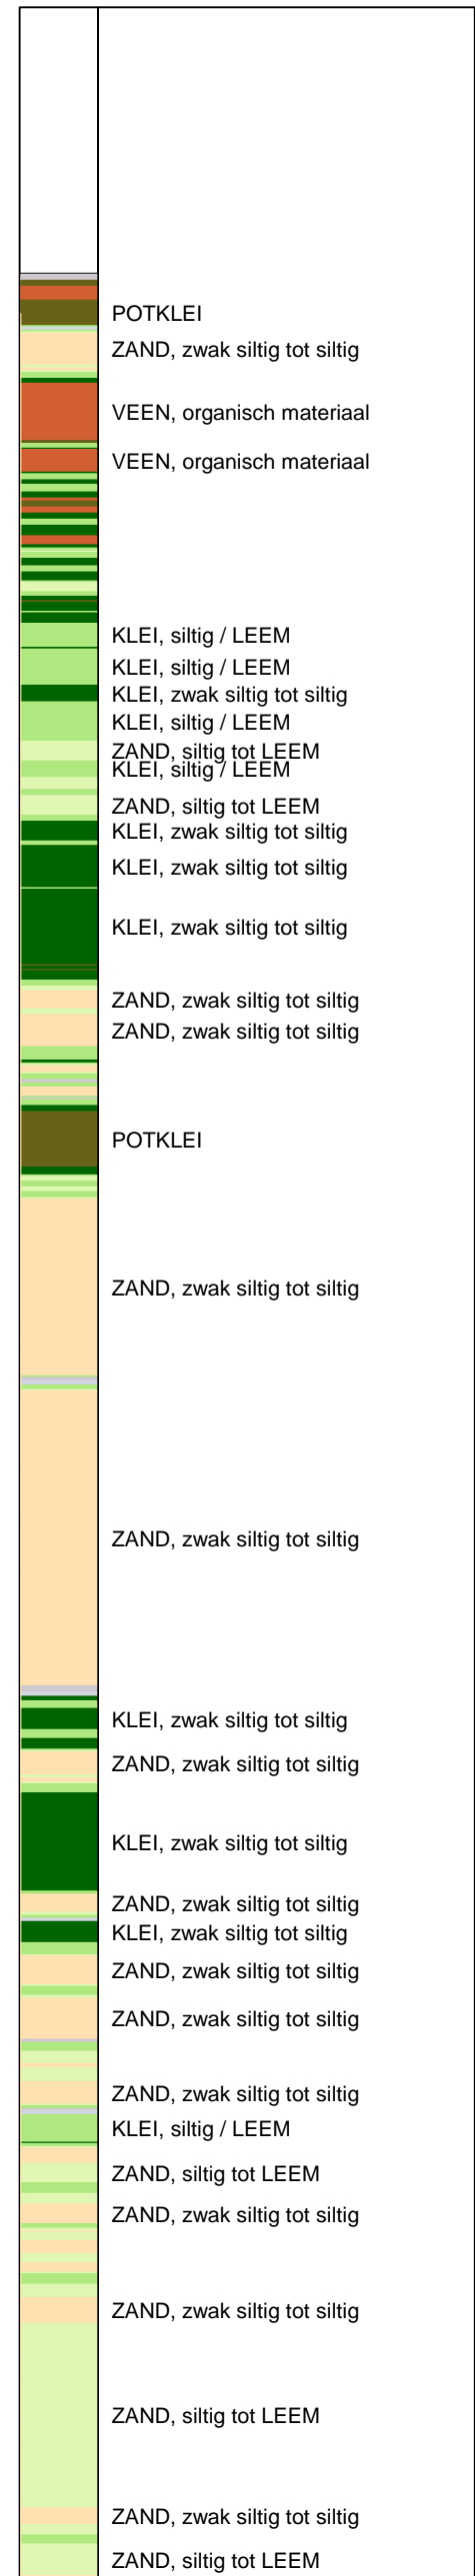 POTKLEI
ZAND, zwak siltig tot siltig
VEEN, organisch materiaal
VEEN, organisch materiaal
KLEI, siltig / LEEM
KLEI, siltig / LEEM
KLEI, zwak siltig tot siltig
KLEI, siltig / LEEM
ZAND, siltig tot LEEM
KLEI, siltig / LEEM
ZAND, siltig tot LEEM
KLEI, zwak siltig tot siltig
KLEI, zwak siltig tot siltig
KLEI, zwak siltig tot siltig
ZAND, zwak siltig tot siltig
ZAND, zwak siltig tot siltig
POTKLEI
ZAND, zwak siltig tot siltig
ZAND, zwak siltig tot siltig
KLEI, zwak siltig tot siltig
ZAND, zwak siltig tot siltig
KLEI, zwak siltig tot siltig
ZAND, zwak siltig tot siltig
KLEI, zwak siltig tot siltig
ZAND, zwak siltig tot siltig
ZAND, zwak siltig tot siltig
ZAND, zwak siltig tot siltig
KLEI, siltig / LEEM
ZAND, siltig tot LEEM
ZAND, zwak siltig tot siltig
ZAND, zwak siltig tot siltig
ZAND, siltig tot LEEM
ZAND, zwak siltig tot siltig
ZAND, siltig tot LEEM